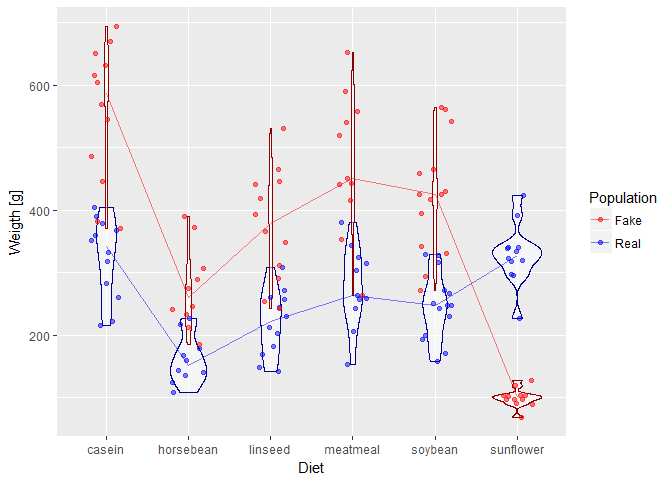 Weigth [g]
600
400
200
casein horsebean linseed meatmeal soybean sunflower
Diet
Population
Fake
Real